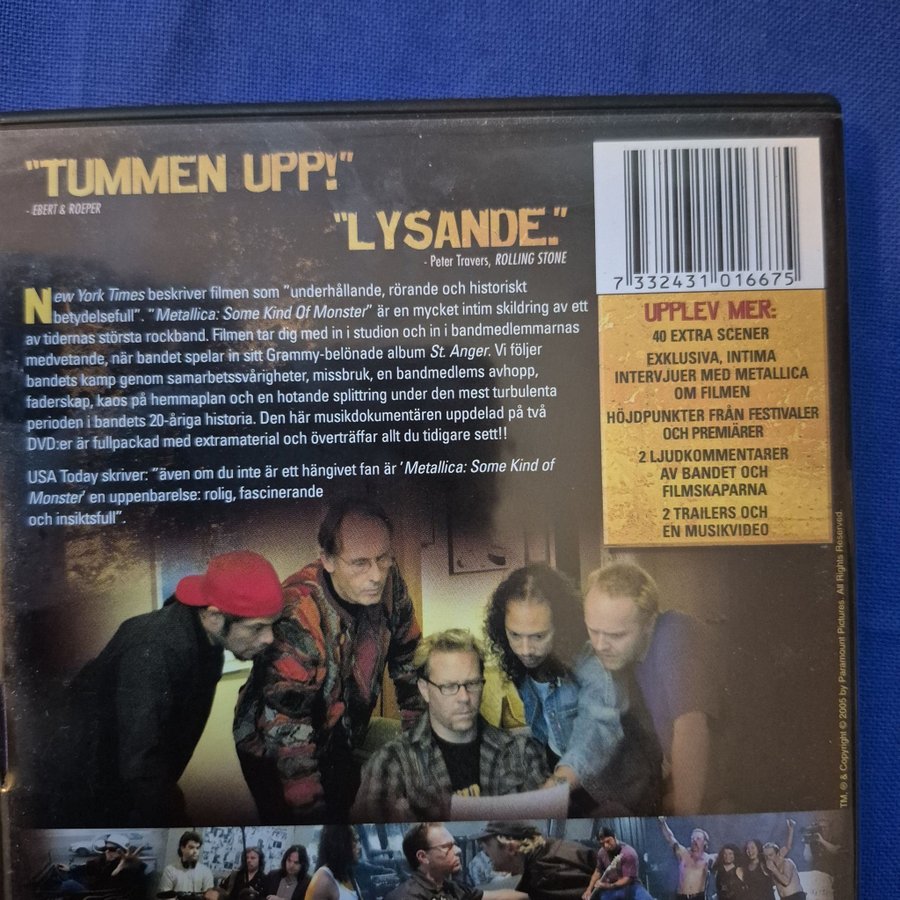 "TUMMEN UPP!"
- EBERT & ROEPER
"LYSANDE."
- Peter Travers, ROLLING STONE
New York Times beskriver filmen som "underhållande, rörande och historiskt
betydelsefull". "Metallica: Some Kind Of Monster" är en mycket intim skildring av ett
av tidernas största rockband. Filmen tar dig med in i studion och in i bandmedlemmarnas
medvetande, när bandet spelar in sitt Grammy-belönade album St. Anger. Vi följer
bandets kamp genom samarbetssvårigheter, missbruk, en bandmedlems avhopp,
faderskap, kaos på hemmaplan och en hotande splittring under den mest turbulenta
perioden i bandets 20-åriga historia. Den här musikdokumentären uppdelad på två
DVD:er är fullpackad med extramaterial och överträffar allt du tidigare sett!!
USA Today skriver: "även om du inte är ett hängivet fan är 'Metallica: Some Kind of
Monster' en uppenbarelse: rolig, fascinerande
och insiktsfull".
7 332431 016675
UPPLEV MER:
40 EXTRA SCENER
EXKLUSIVA, INTIMA
INTERVJUER MED METALLICA
OM FILMEN
HÖJDPUNKTER FRÅN FESTIVALER
OCH PREMIÄRER
2 LJUDKOMMENTARER
AV BANDET OCH
FILMSKAPARNA
2 TRAILERS OCH
EN MUSIKVIDEO
TM, ® & Copyright © 2005 by Paramount Pictures. All Rights Reserved.